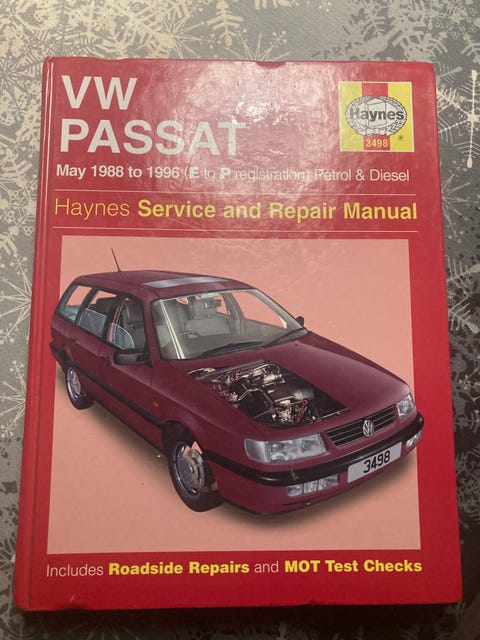 VW
PASSAT
Haynes
3498
®
May 1988 to 1996 (E to P registration) Petrol & Diesel
Haynes Service and Repair Manual
3498
Includes Roadside Repairs and MOT Test Checks